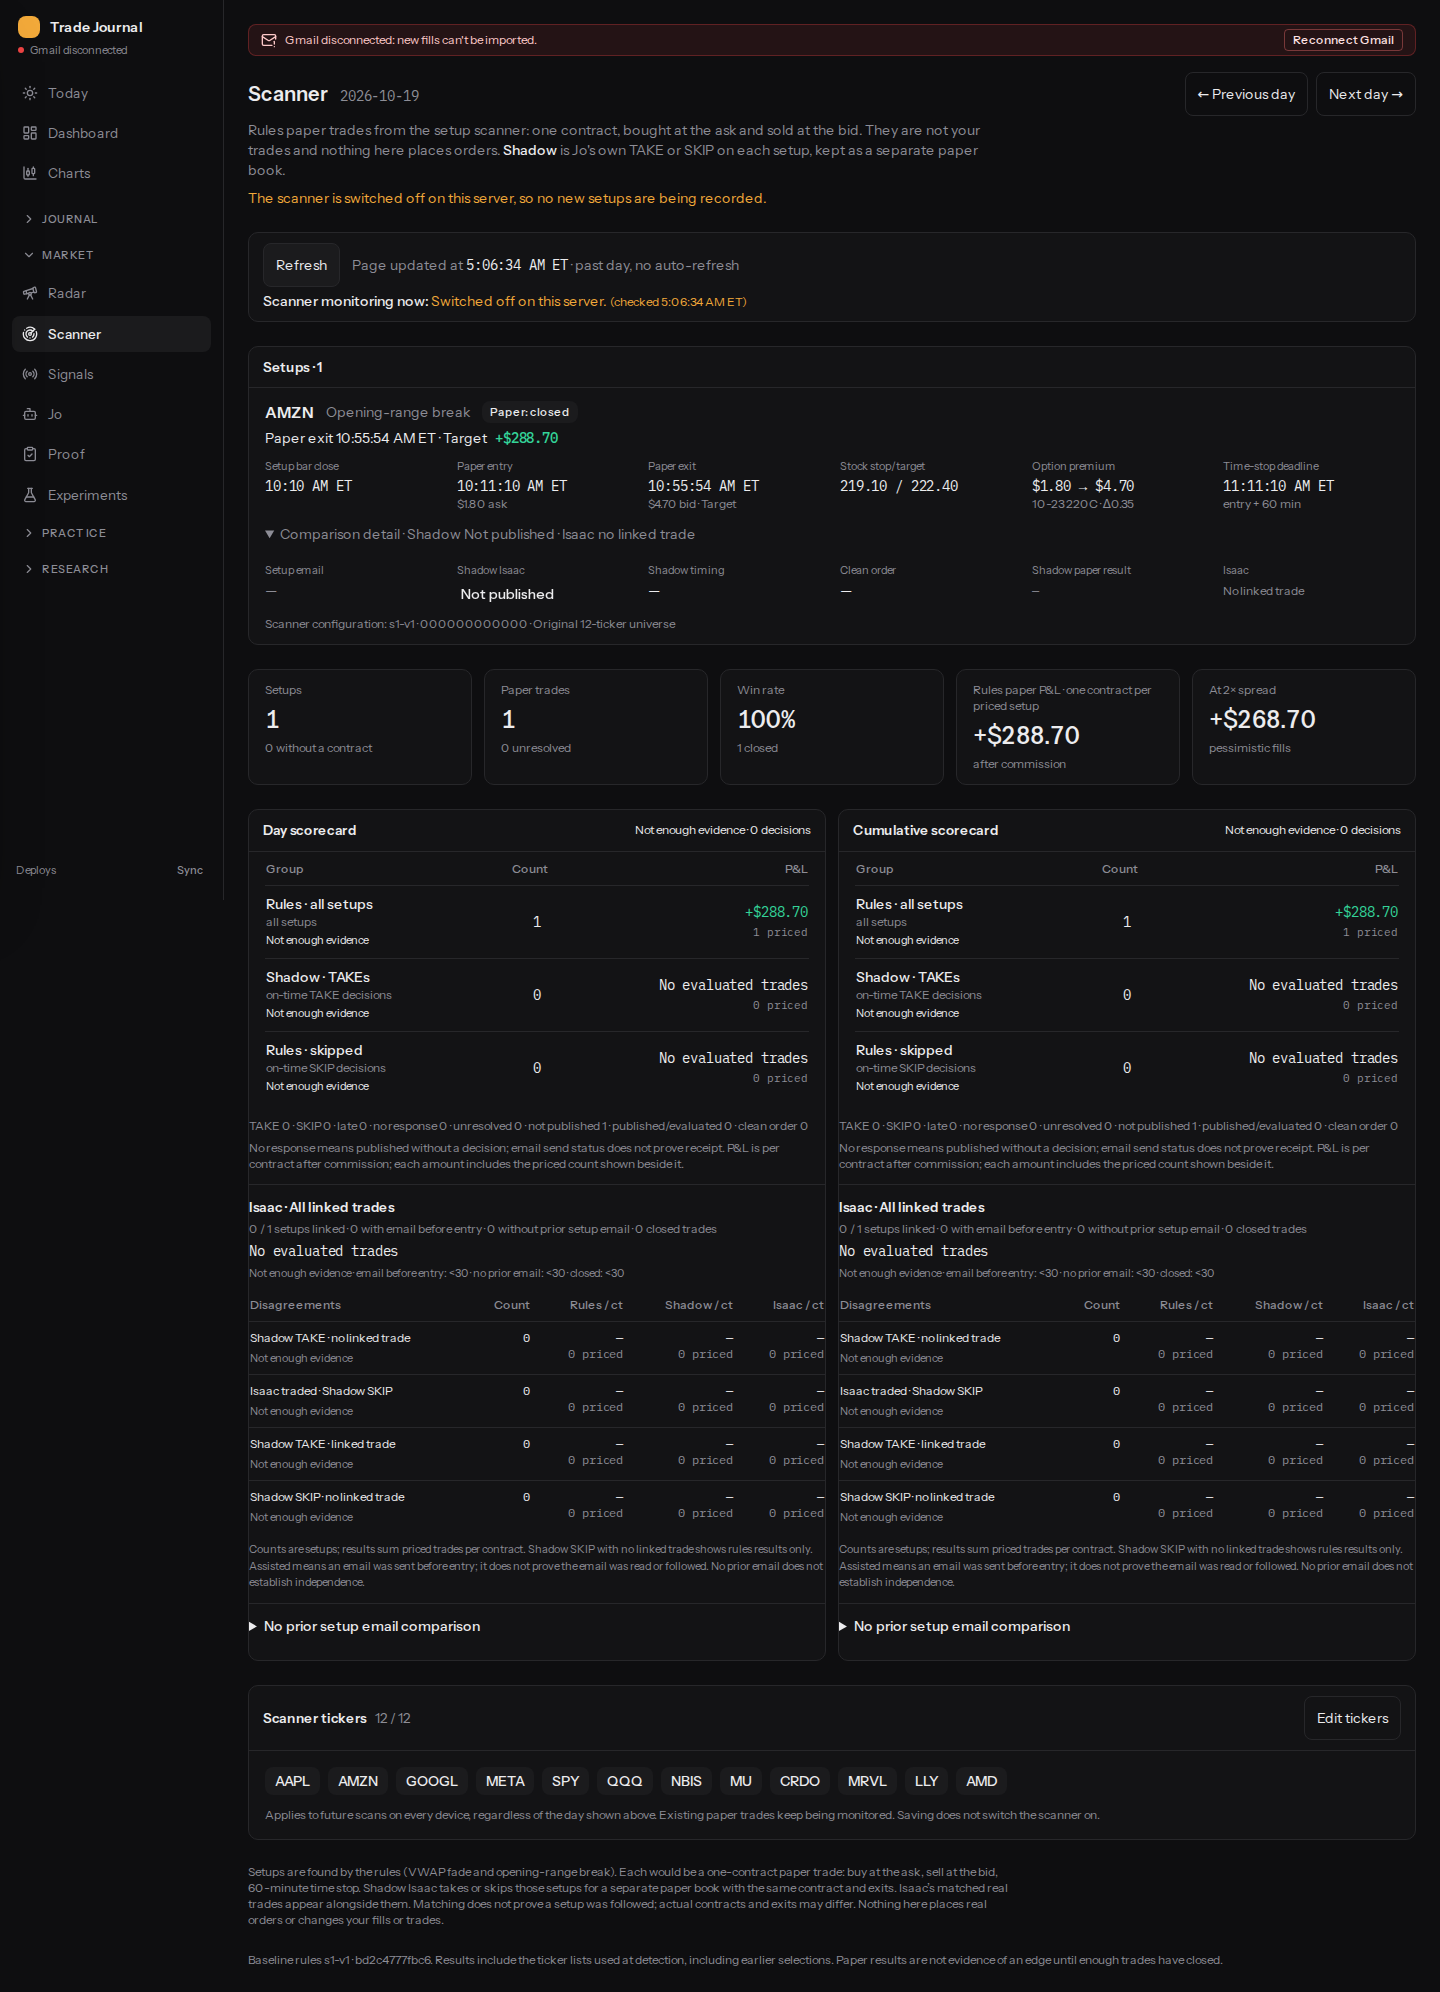 Trade Journal
Gmail disconnected
Today
Dashboard
Charts
JOURNAL
MARKET
Radar
Scanner
Signals
Jo
Proof
Experiments
PRACTICE
RESEARCH
Deploys
Sync
Gmail disconnected: new fills can't be imported.
Reconnect Gmail
Scanner 2026-10-19
← Previous day
Next day →
Rules paper trades from the setup scanner: one contract, bought at the ask and sold at the bid. They are not your
trades and nothing here places orders. Shadow is Jo's own TAKE or SKIP on each setup, kept as a separate paper
book.
The scanner is switched off on this server, so no new setups are being recorded.
Refresh
Page updated at 5:06:34 AM ET · past day, no auto-refresh
Scanner monitoring now: Switched off on this server. (checked 5:06:34 AM ET)
Setups · 1
AMZN Opening-range break Paper: closed
Paper exit 10:55:54 AM ET · Target +$288.70
Setup bar close Paper entry Paper exit Stock stop/target Option premium Time-stop deadline
10:10 AM ET 10:11:10 AM ET 10:55:54 AM ET 219.10 / 222.40 $1.80 → $4.70 11:11:10 AM ET
$1.80 ask $4.70 bid · Target 10-23 220C · Δ0.35 entry + 60 min
▼ Comparison detail · Shadow Not published · Isaac no linked trade
Setup email Shadow Isaac Shadow timing Clean order Shadow paper result Isaac
— Not published — — — No linked trade
Scanner configuration: s1-v1 · 000000000000 · Original 12-ticker universe
Setups
1
0 without a contract
Paper trades
1
0 unresolved
Win rate
100%
1 closed
Rules paper P&L · one contract per
priced setup
+$288.70
after commission
At 2× spread
+$268.70
pessimistic fills
Day scorecard
Not enough evidence · 0 decisions
Group Count P&L
Rules · all setups
all setups
Not enough evidence
1
+$288.70
1 priced
Shadow · TAKEs
on-time TAKE decisions
Not enough evidence
0
No evaluated trades
0 priced
Rules · skipped
on-time SKIP decisions
Not enough evidence
0
No evaluated trades
0 priced
TAKE 0 · SKIP 0 · late 0 · no response 0 · unresolved 0 · not published 1 · published/evaluated 0 · clean order 0
No response means published without a decision; email send status does not prove receipt. P&L is per
contract after commission; each amount includes the priced count shown beside it.
Isaac · All linked trades
0 / 1 setups linked · 0 with email before entry · 0 without prior setup email · 0 closed trades
No evaluated trades
Not enough evidence · email before entry: <30 · no prior email: <30 · closed: <30
Disagreements Count Rules / ct Shadow / ct Isaac / ct
Shadow TAKE · no linked trade 0 — — —
Not enough evidence 0 priced 0 priced 0 priced
Isaac traded · Shadow SKIP 0 — — —
Not enough evidence 0 priced 0 priced 0 priced
Shadow TAKE · linked trade 0 — — —
Not enough evidence 0 priced 0 priced 0 priced
Shadow SKIP · no linked trade 0 — — —
Not enough evidence 0 priced 0 priced 0 priced
Counts are setups; results sum priced trades per contract. Shadow SKIP with no linked trade shows rules results only.
Assisted means an email was sent before entry; it does not prove the email was read or followed. No prior email does not
establish independence.
▶ No prior setup email comparison
Cumulative scorecard
Not enough evidence · 0 decisions
Group Count P&L
Rules · all setups
all setups
Not enough evidence
1
+$288.70
1 priced
Shadow · TAKEs
on-time TAKE decisions
Not enough evidence
0
No evaluated trades
0 priced
Rules · skipped
on-time SKIP decisions
Not enough evidence
0
No evaluated trades
0 priced
TAKE 0 · SKIP 0 · late 0 · no response 0 · unresolved 0 · not published 1 · published/evaluated 0 · clean order 0
No response means published without a decision; email send status does not prove receipt. P&L is per
contract after commission; each amount includes the priced count shown beside it.
Isaac · All linked trades
0 / 1 setups linked · 0 with email before entry · 0 without prior setup email · 0 closed trades
No evaluated trades
Not enough evidence · email before entry: <30 · no prior email: <30 · closed: <30
Disagreements Count Rules / ct Shadow / ct Isaac / ct
Shadow TAKE · no linked trade 0 — — —
Not enough evidence 0 priced 0 priced 0 priced
Isaac traded · Shadow SKIP 0 — — —
Not enough evidence 0 priced 0 priced 0 priced
Shadow TAKE · linked trade 0 — — —
Not enough evidence 0 priced 0 priced 0 priced
Shadow SKIP · no linked trade 0 — — —
Not enough evidence 0 priced 0 priced 0 priced
Counts are setups; results sum priced trades per contract. Shadow SKIP with no linked trade shows rules results only.
Assisted means an email was sent before entry; it does not prove the email was read or followed. No prior email does not
establish independence.
▶ No prior setup email comparison
Scanner tickers 12 / 12
Edit tickers
AAPL AMZN GOOGL META SPY QQQ NBIS MU CRDO MRVL LLY AMD
Applies to future scans on every device, regardless of the day shown above. Existing paper trades keep being monitored. Saving does not switch the scanner on.
Setups are found by the rules (VWAP fade and opening-range break). Each would be a one-contract paper trade: buy at the ask, sell at the bid,
60-minute time stop. Shadow Isaac takes or skips those setups for a separate paper book with the same contract and exits. Isaac's matched real
trades appear alongside them. Matching does not prove a setup was followed; actual contracts and exits may differ. Nothing here places real
orders or changes your fills or trades.
Baseline rules s1-v1 · bd2c4777fbc6. Results include the ticker lists used at detection, including earlier selections. Paper results are not evidence of an edge until enough trades have closed.